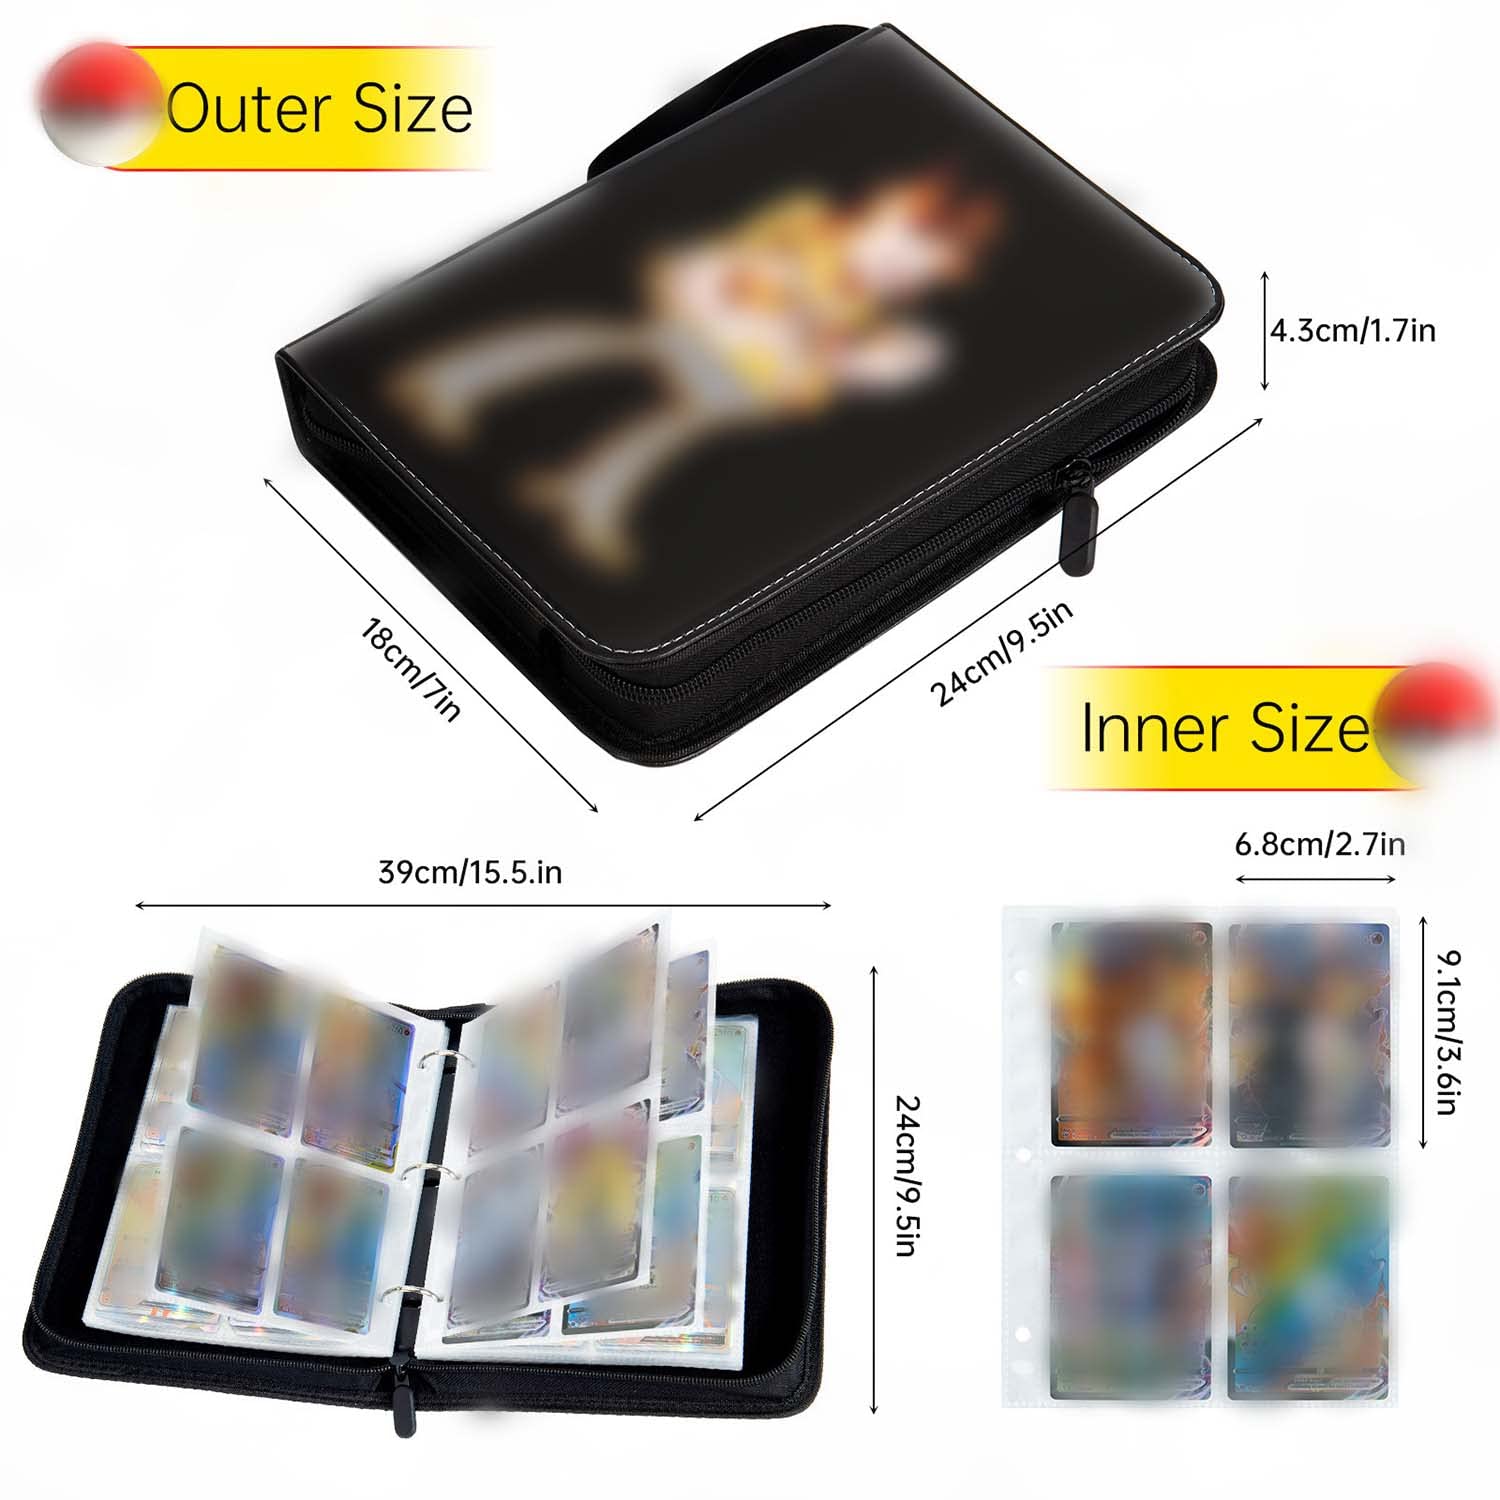 Outer Size
4.3cm/1.7in
18cm/7in
24cm/9.5in
Inner Size
39cm/15.5.in
6.8cm/2.7in
9.1cm/3.6in
24cm/9.5in